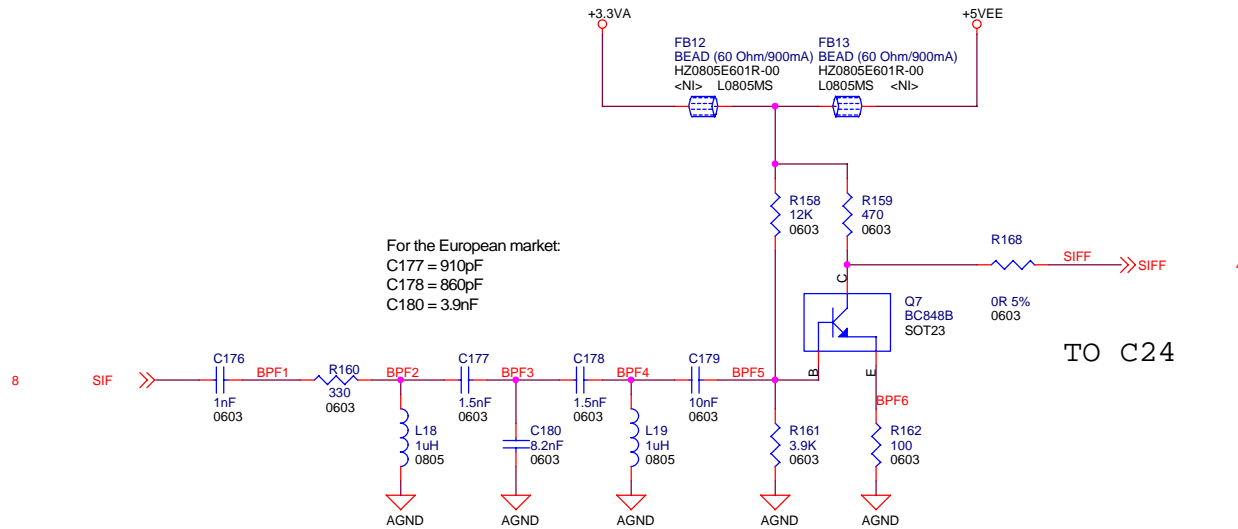 +3.3VA
+5VEE
FB12
BEAD (60 Ohm/900mA)
HZ0805E601R-00
<NI> L0805MS
FB13
BEAD (60 Ohm/900mA)
HZ0805E601R-00
L0805MS <NI>
R158
12K
0603
R159
470
0603
For the European market:
C177 = 910pF
C178 = 860pF
C180 = 3.9nF
R168
0R 5%
0603
SIFF
SIFF
C
Q7
BC848B
SOT23
B
E
TO C24
8
SIF
C176
1nF
0603
BPF1
R160
330
0603
BPF2
C177
1.5nF
0603
BPF3
C178
1.5nF
0603
BPF4
C179
10nF
0603
BPF5
BPF6
L18
1uH
0805
C180
8.2nF
0603
L19
1uH
0805
R161
3.9K
0603
R162
100
0603
AGND
AGND
AGND
AGND
AGND